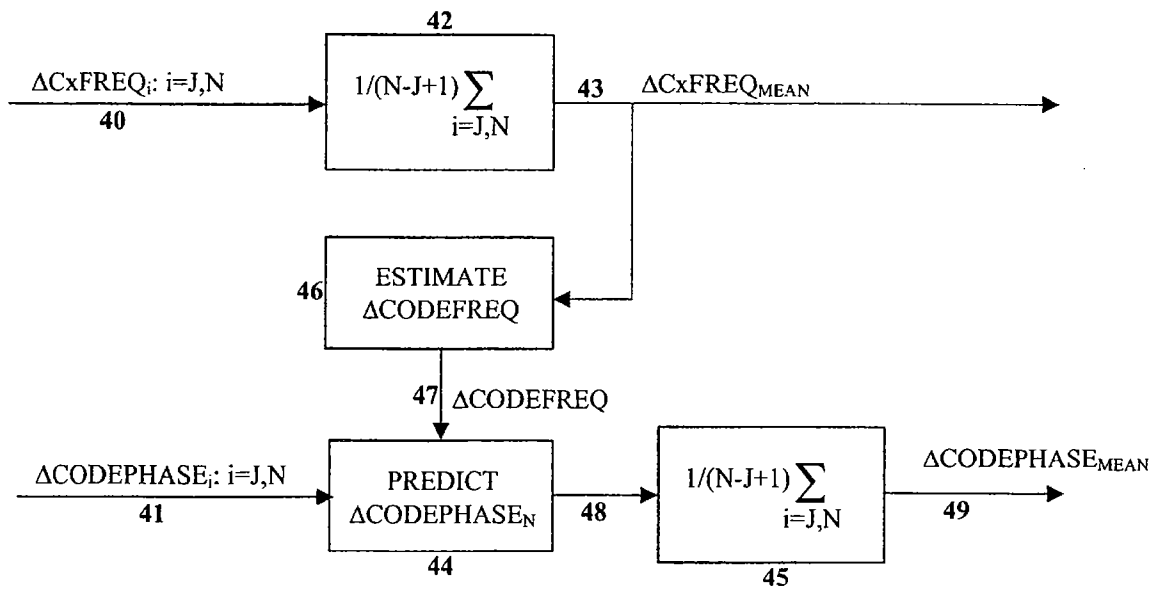 42
ΔCxFREQi: i=J,N
40
1/(N-J+1) ∑
i=J,N
43
ΔCxFREQMEAN
46
ESTIMATE
ΔCODEFREQ
47
ΔCODEFREQ
ΔCODEPHASEi: i=J,N
41
PREDICT
ΔCODEPHASEN
44
48
1/(N-J+1) ∑
i=J,N
45
ΔCODEPHASEMEAN
49